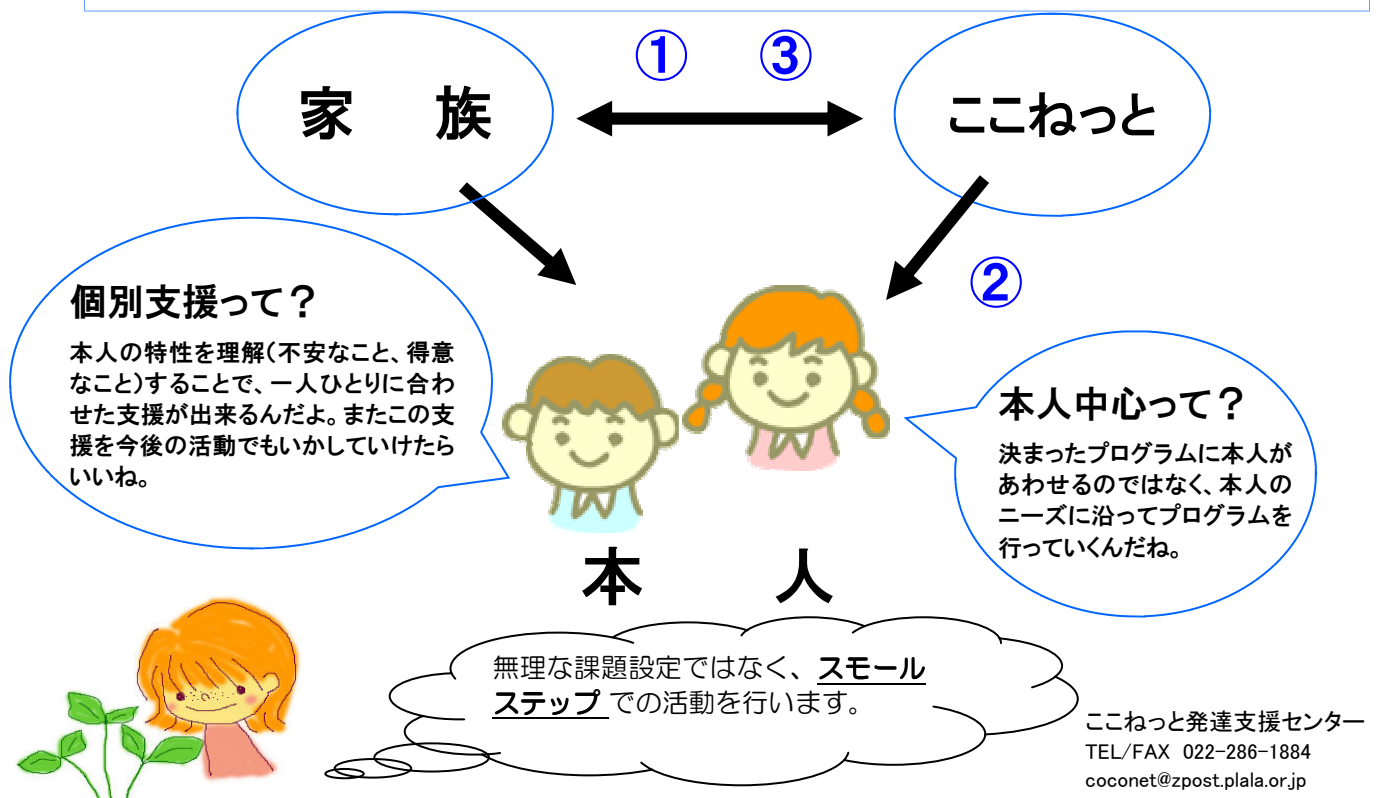 ① ③
家 族
ここねっと
②
個別支援って？
本人の特性を理解（不安なこと、得意
なこと）することで、一人ひとりに合わ
せた支援が出来るんだよ。またこの支
援を今後の活動でもいかしていけたら
いいね。
本人中心って？
決まったプログラムに本人が
あわせるのではなく、本人の
ニーズに沿ってプログラムを
行っていくんだね。
本 人
無理な課題設定ではなく、スモール
ステップ での活動を行います。
ここねっと発達支援センター
TEL/FAX 022-286-1884
coconet@zpost.plala.or.jp